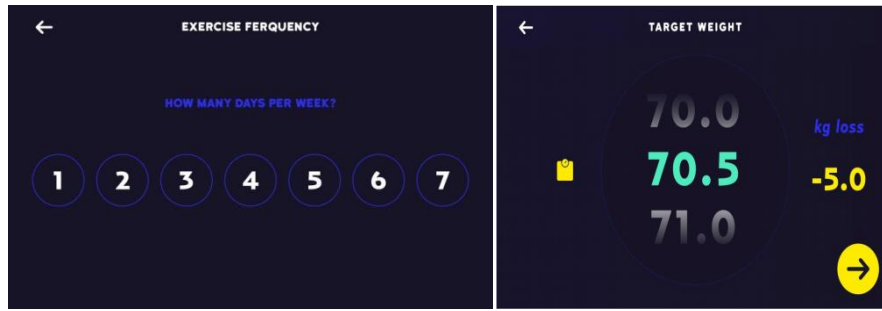 EXERCISE FERQUENCY
HOW MANY DAYS PER WEEK?
1 2 3 4 5 6 7
TARGET WEIGHT
70.0
70.5
71.0
kg loss
-5.0